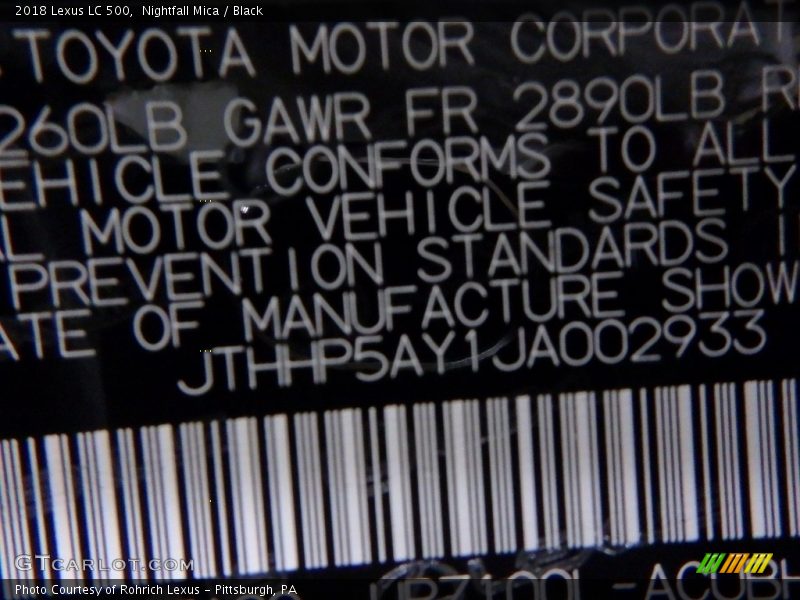 2018 Lexus LC 500, Nightfall Mica / Black
TOYOTA MOTOR CORPORAT
260LB GAWR FR 2890LB R
EHICLE CONFORMS TO ALL
L MOTOR VEHICLE SAFETY
PREVENTION STANDARDS I
ATE OF MANUFACTURE SHOW
JTHHP5AY1JA002933
GTCARLOT.COM
Photo Courtesy of Rohrich Lexus - Pittsburgh, PA